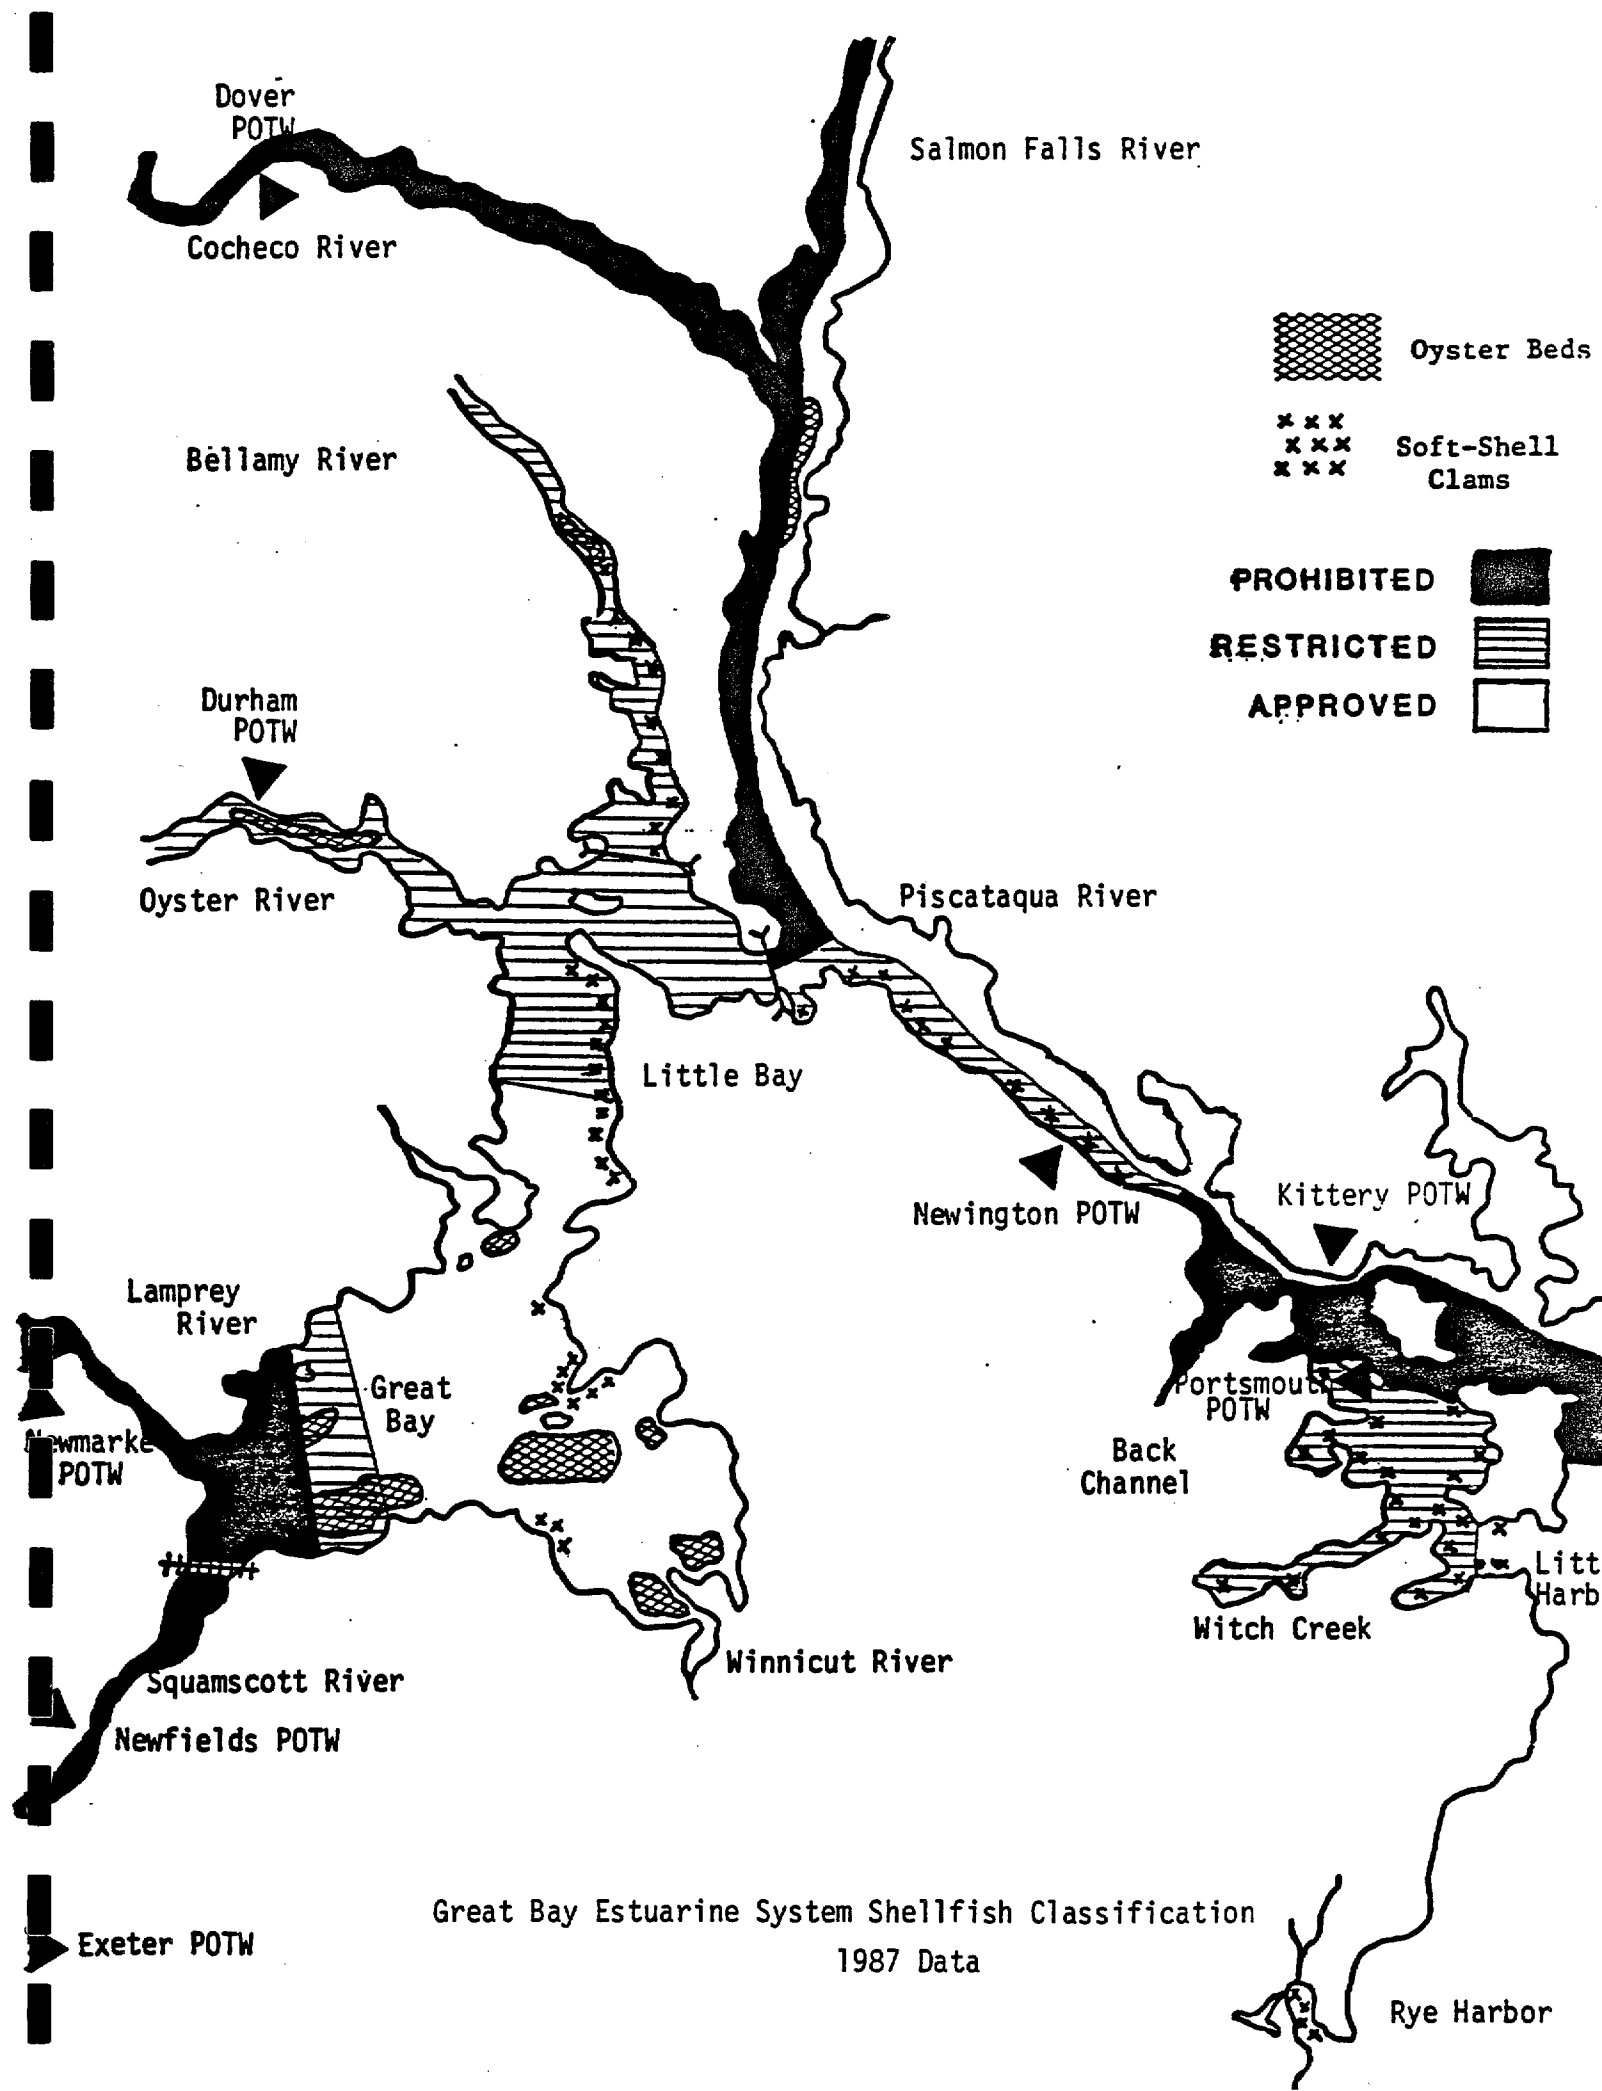 Dover
POTW
Salmon Falls River
Cocheco River
Oyster Beds
Bellamy River
Soft-Shell
Clams
PROHIBITED
RESTRICTED
APPROVED
Durham
POTW
Oyster River
Piscataqua River
Little Bay
Newington POTW
Kittery POTW
Lamprey
River
Great
Bay
Portsmouth
POTW
Newmarke
POTW
Back
Channel
Litt
Harb
Witch Creek
Winnicut River
Squamscott River
Newfields POTW
Great Bay Estuarine System Shellfish Classification
1987 Data
Exeter POTW
Rye Harbor